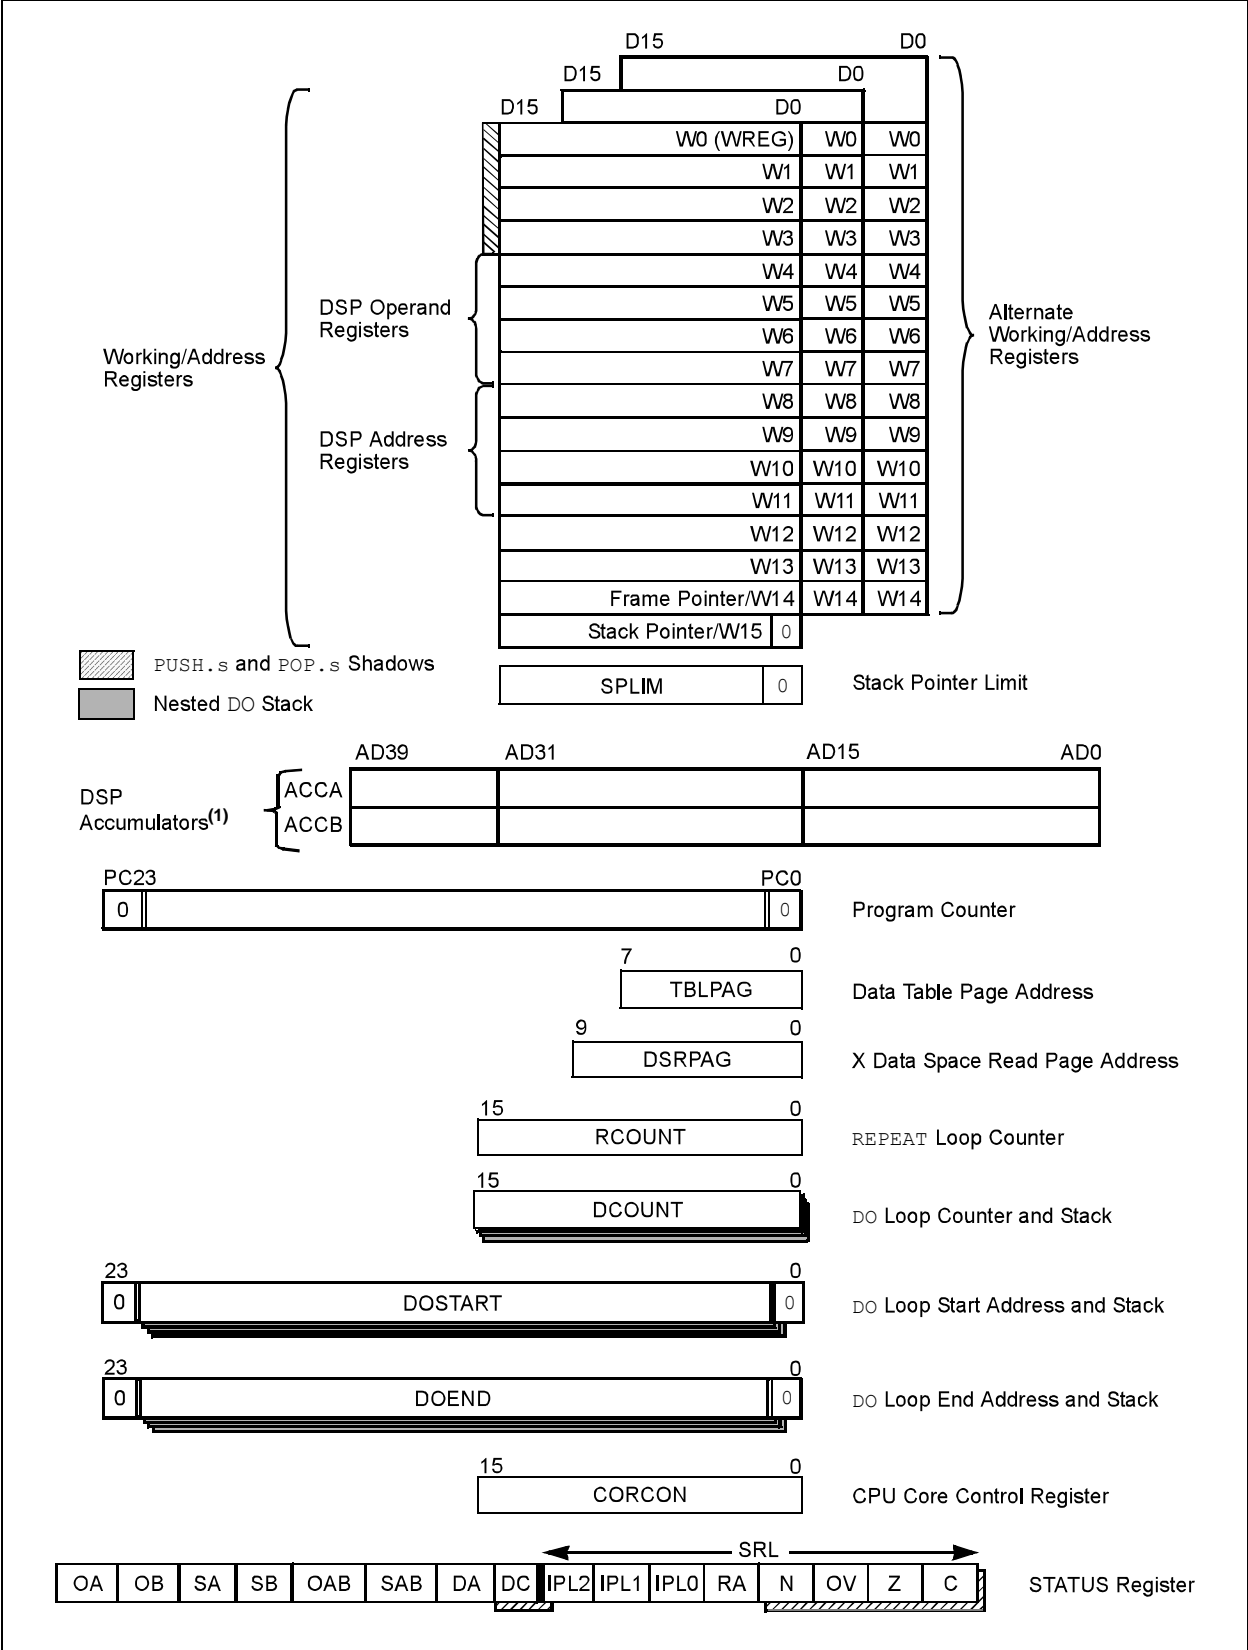 D15 D0
D15 D0
D15 D0
W0 (WREG) W0 W0
W1 W1 W1
W2 W2 W2
W3 W3 W3
W4 W4 W4
W5 W5 W5
W6 W6 W6
W7 W7 W7
W8 W8 W8
W9 W9 W9
W10 W10 W10
W11 W11 W11
W12 W12 W12
W13 W13 W13
Frame Pointer/W14 W14 W14
Stack Pointer/W15 0
DSP Operand
Registers
Working/Address
Registers
DSP Address
Registers
Alternate
Working/Address
Registers
PUSH.s and POP.s Shadows
Nested DO Stack
SPLIM 0 Stack Pointer Limit
AD39 AD31 AD15 AD0
DSP
Accumulators(1)
ACCA
ACCB
PC23 PC0
0 0 Program Counter
7 0
TBLPAG Data Table Page Address
9 0
DSRPAG X Data Space Read Page Address
15 0
RCOUNT REPEAT Loop Counter
15 0
DCOUNT DO Loop Counter and Stack
23 0
0 DOSTART 0 DO Loop Start Address and Stack
23 0
0 DOEND 0 DO Loop End Address and Stack
15 0
CORCON CPU Core Control Register
SRL
OA OB SA SB OAB SAB DA DC IPL2 IPL1 IPL0 RA N OV Z C STATUS Register